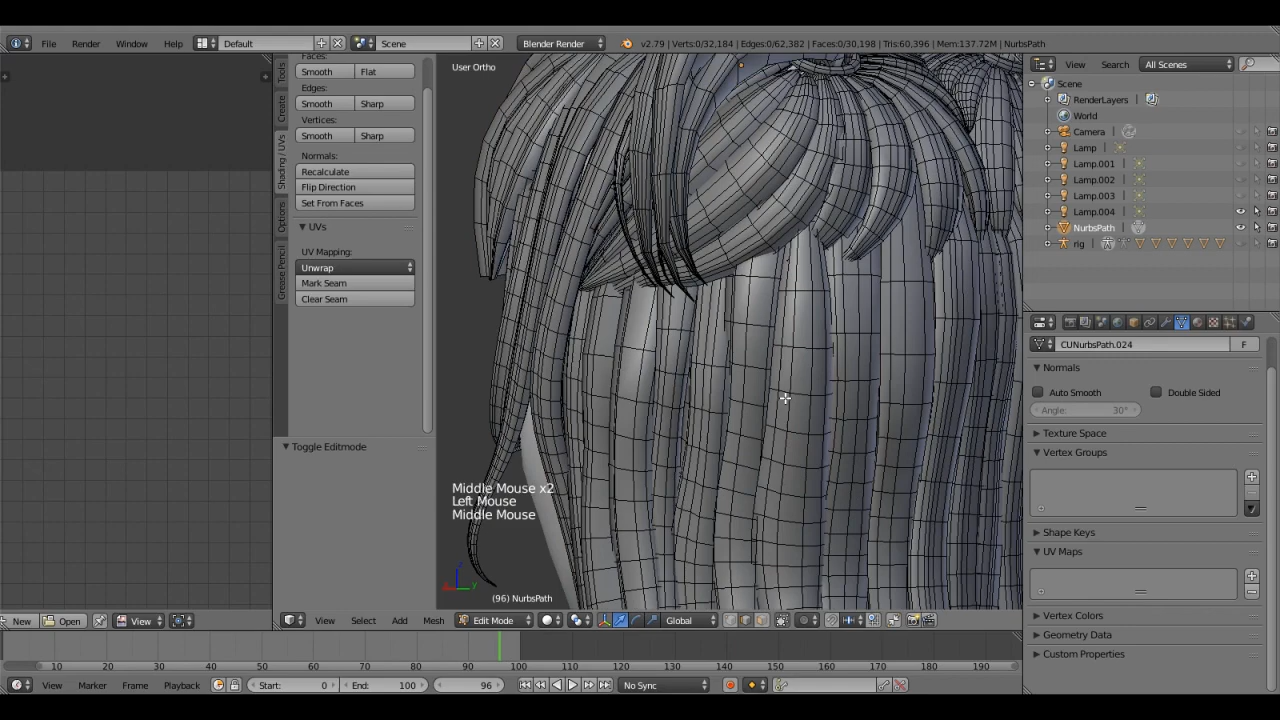 File Render Window Help Default Scene Blender Render v2.79 | Verts:0/32,184 | Edges:0/62,382 | Faces:0/30,198 | Tris:60,396 | Mem:137.72M | NurbsPath
Faces:
Smooth Flat
Edges:
Smooth Sharp
Vertices:
Smooth Sharp
Normals:
Recalculate
Flip Direction
Set From Faces
UVs
UV Mapping:
Unwrap
Mark Seam
Clear Seam
Toggle Editmode
Tools
Create
Shading / UVs
Options
Grease Pencil
User Ortho
Middle Mouse x2
Left Mouse
Middle Mouse
(96) NurbsPath
New Open View
View Select Add Mesh Edit Mode Global
10 20 30 40 50 60 70 80 90 100 110 120 130 140 150 160 170 180 190
View Marker Frame Playback Start: 0 End: 100 96 No Sync
View Search All Scenes
Scene
RenderLayers
World
Camera
Lamp
Lamp.001
Lamp.002
Lamp.003
Lamp.004
NurbsPath
rig
CUNurbsPath.024 F
Normals
Auto Smooth Double Sided
Angle: 30°
Texture Space
Vertex Groups
Shape Keys
UV Maps
Vertex Colors
Geometry Data
Custom Properties